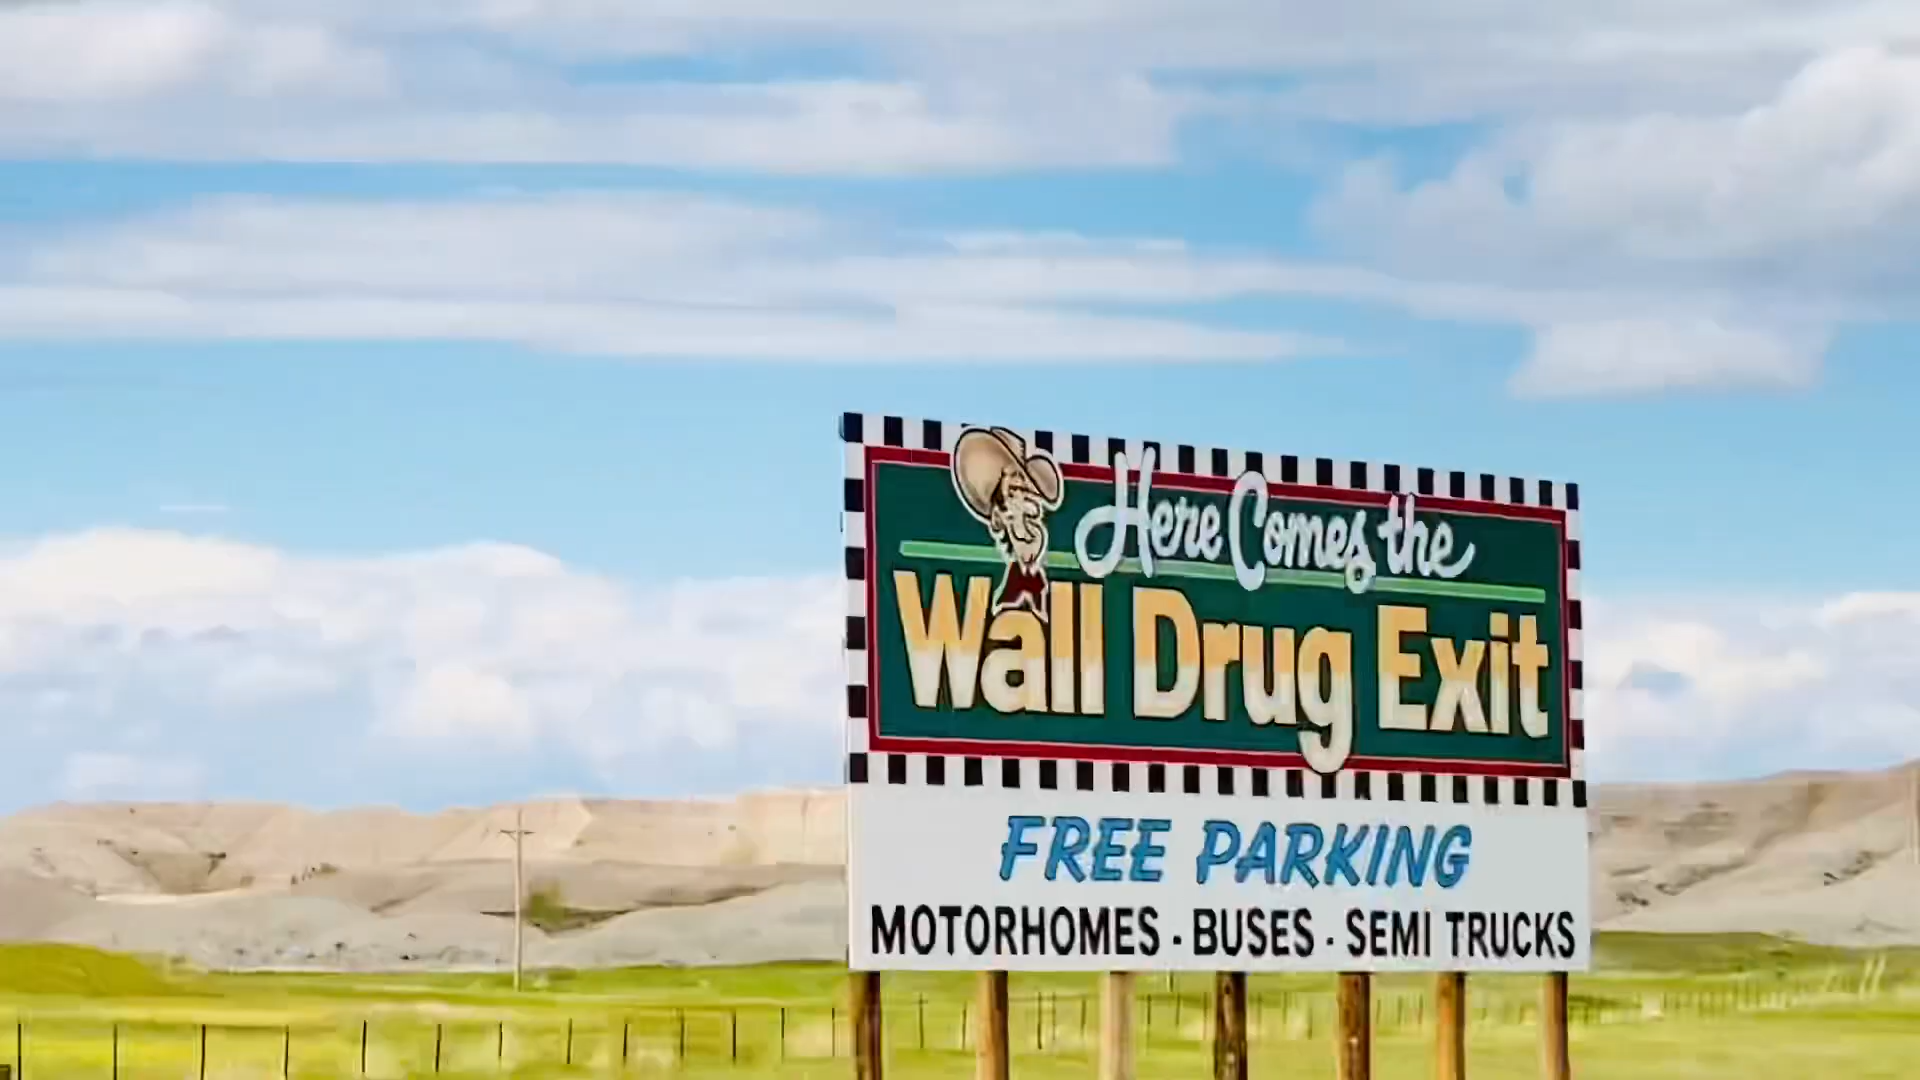 Here Comes the
Wall Drug Exit
FREE PARKING
MOTORHOMES - BUSES - SEMI TRUCKS